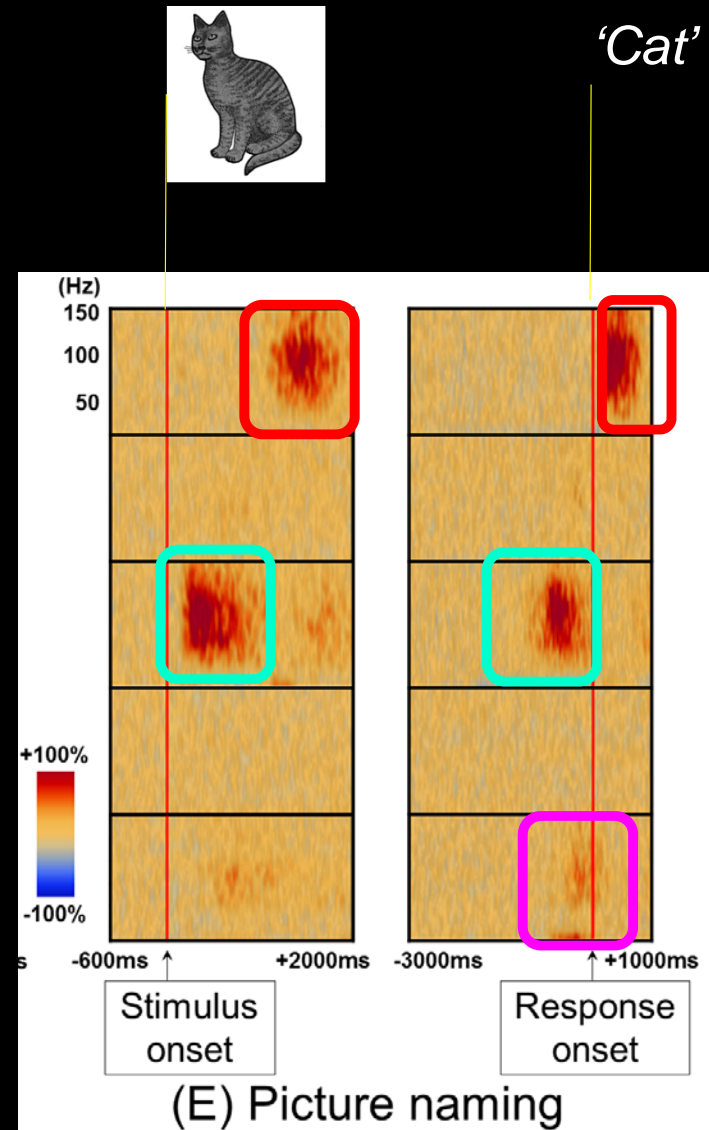 ‘Cat’
(Hz)
150
100
50
+100%
-100%
s
-600ms
+2000ms
-3000ms
+1000ms
Stimulus
onset
Response
onset
(E) Picture naming